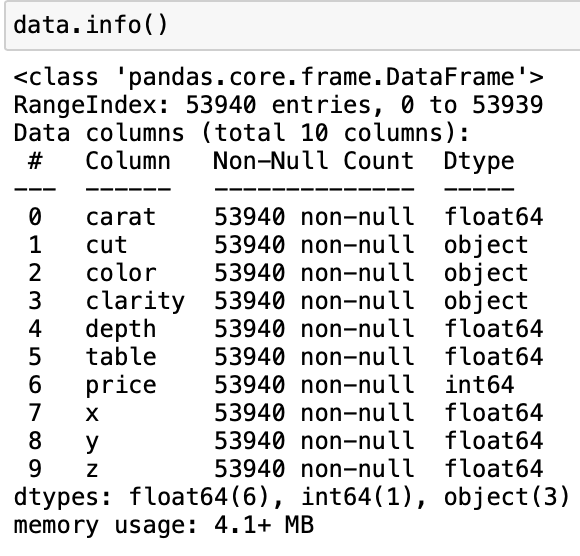 data.info()
<class 'pandas.core.frame.DataFrame'>
RangeIndex: 53940 entries, 0 to 53939
Data columns (total 10 columns):
 #   Column   Non-Null Count  Dtype
---  ------   --------------  -----
 0   carat    53940 non-null  float64
 1   cut      53940 non-null  object
 2   color    53940 non-null  object
 3   clarity  53940 non-null  object
 4   depth    53940 non-null  float64
 5   table    53940 non-null  float64
 6   price    53940 non-null  int64
 7   x        53940 non-null  float64
 8   y        53940 non-null  float64
 9   z        53940 non-null  float64
dtypes: float64(6), int64(1), object(3)
memory usage: 4.1+ MB